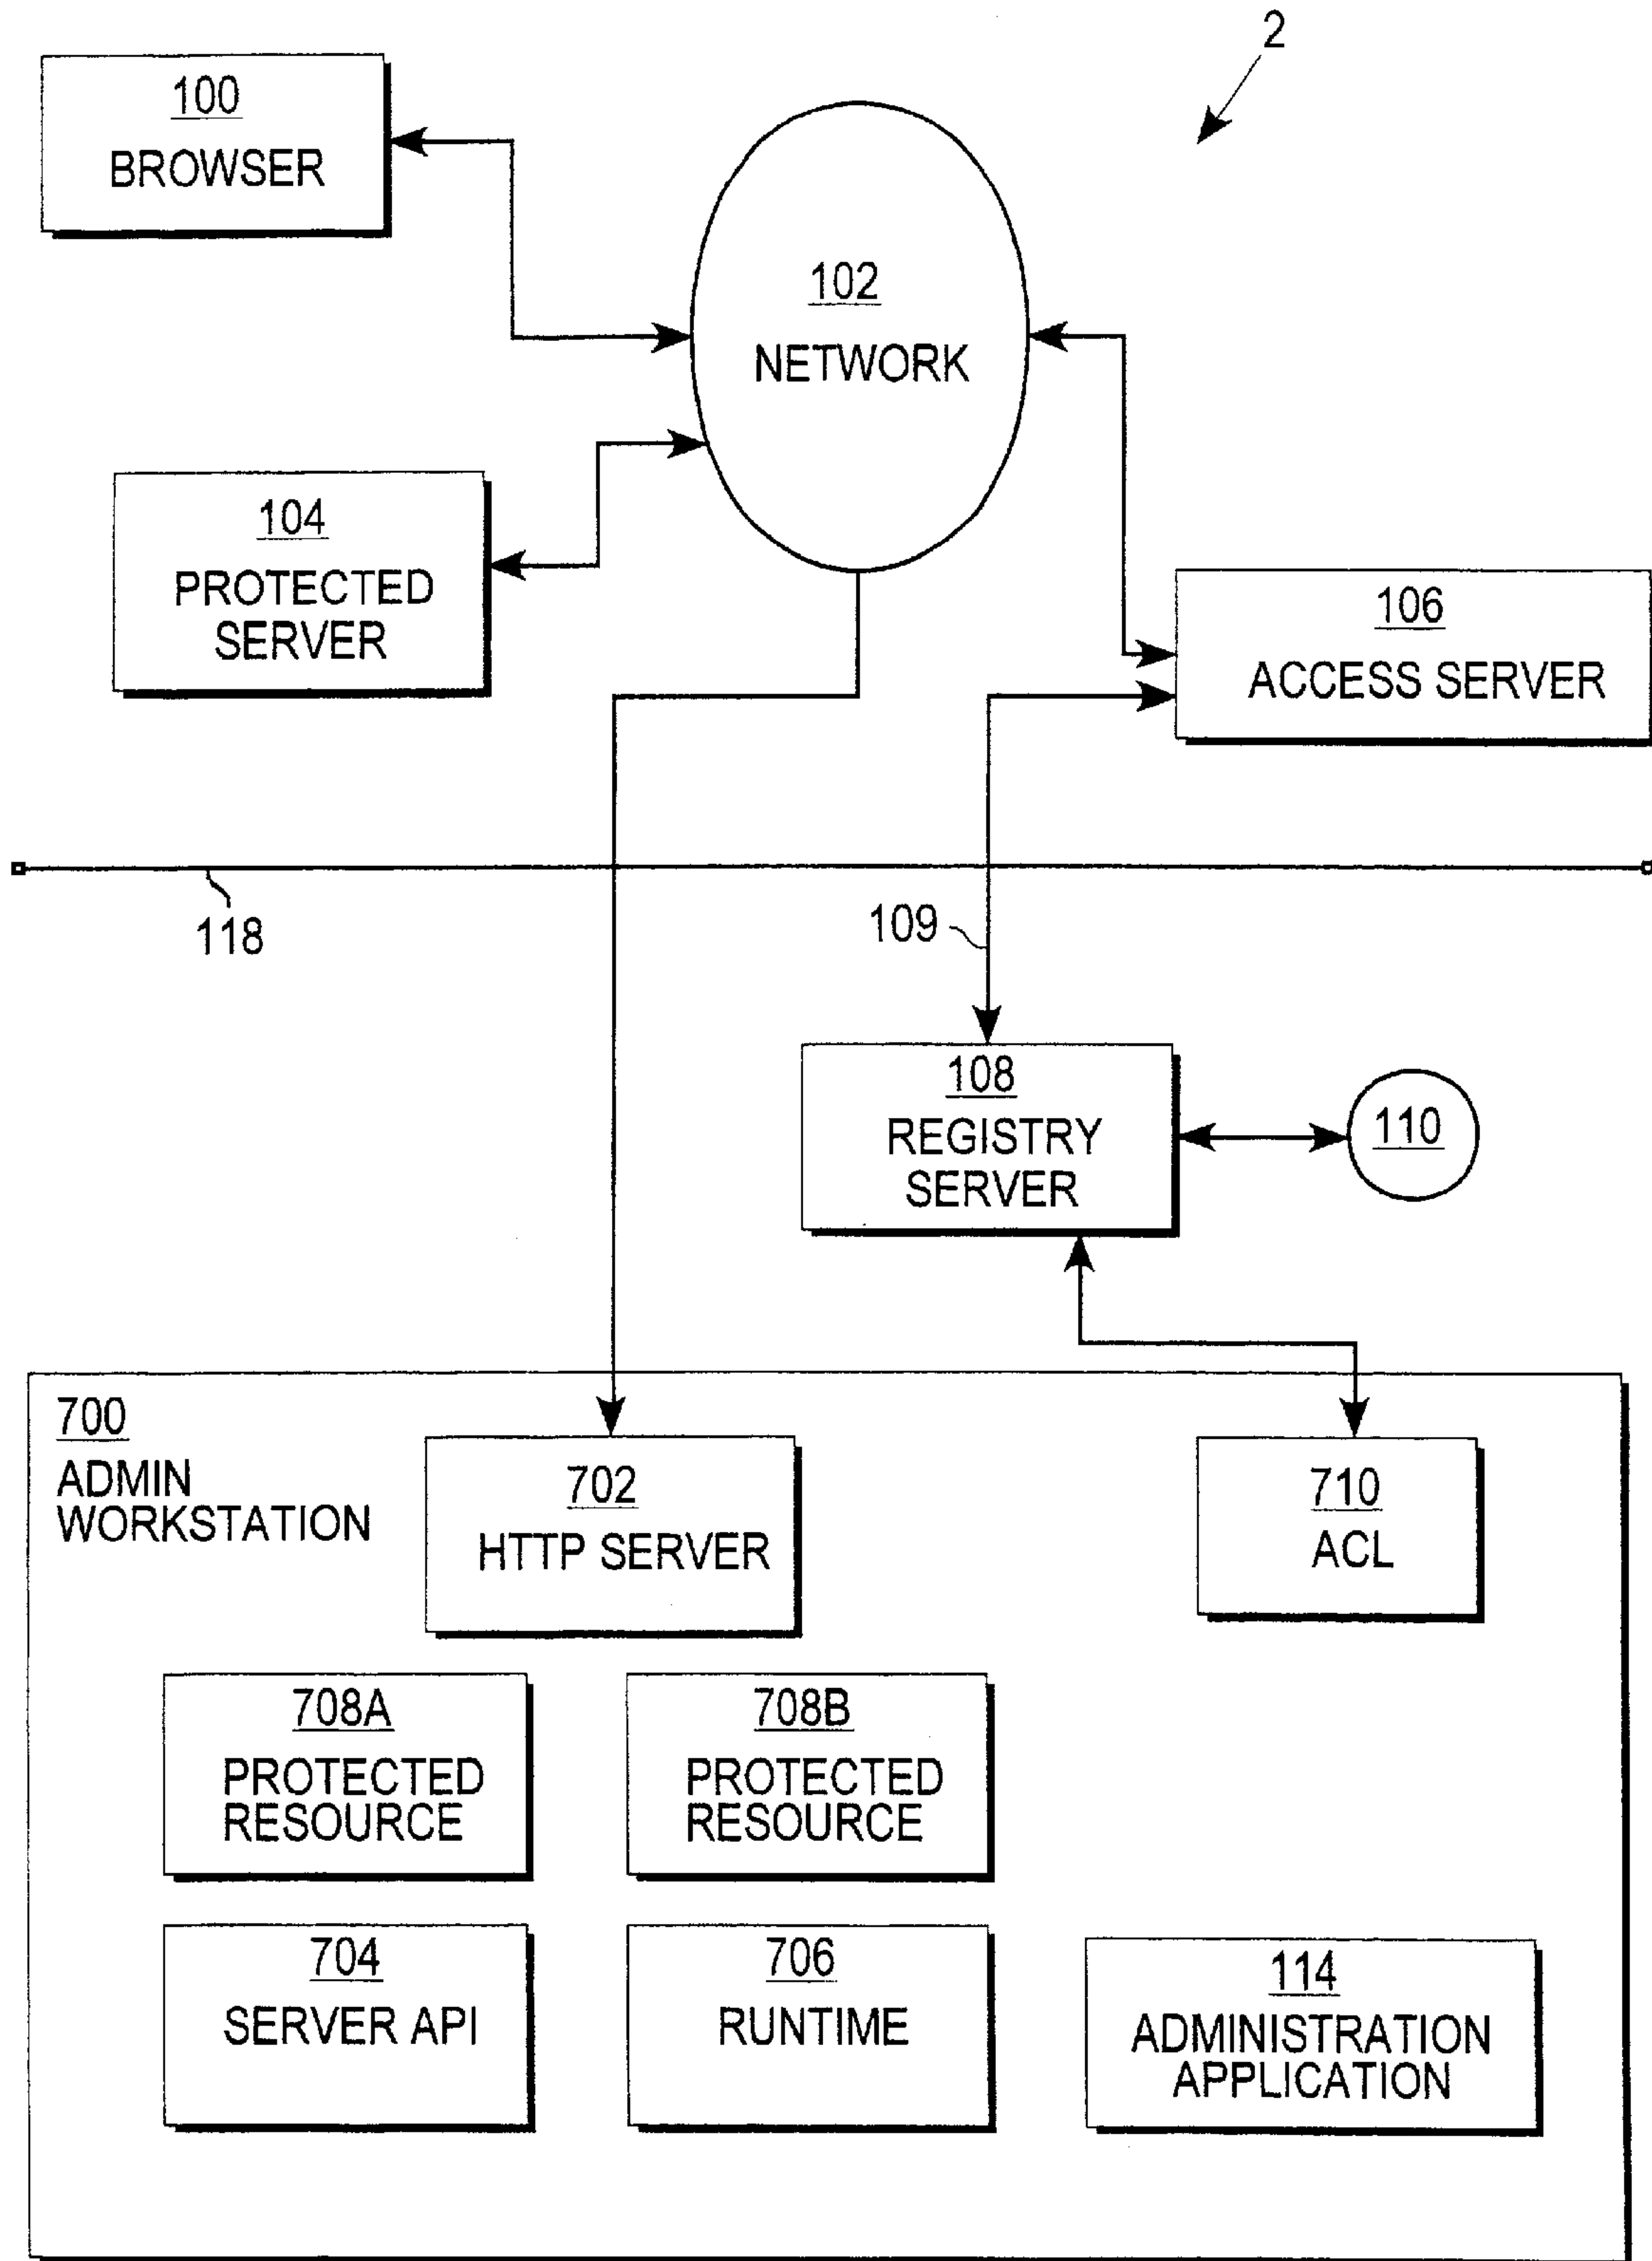 2
100
BROWSER
102
NETWORK
104
PROTECTED
SERVER
106
ACCESS SERVER
118
109
108
REGISTRY
SERVER
110
700
ADMIN
WORKSTATION
702
HTTP SERVER
710
ACL
708A
PROTECTED
RESOURCE
708B
PROTECTED
RESOURCE
704
SERVER API
706
RUNTIME
114
ADMINISTRATION
APPLICATION